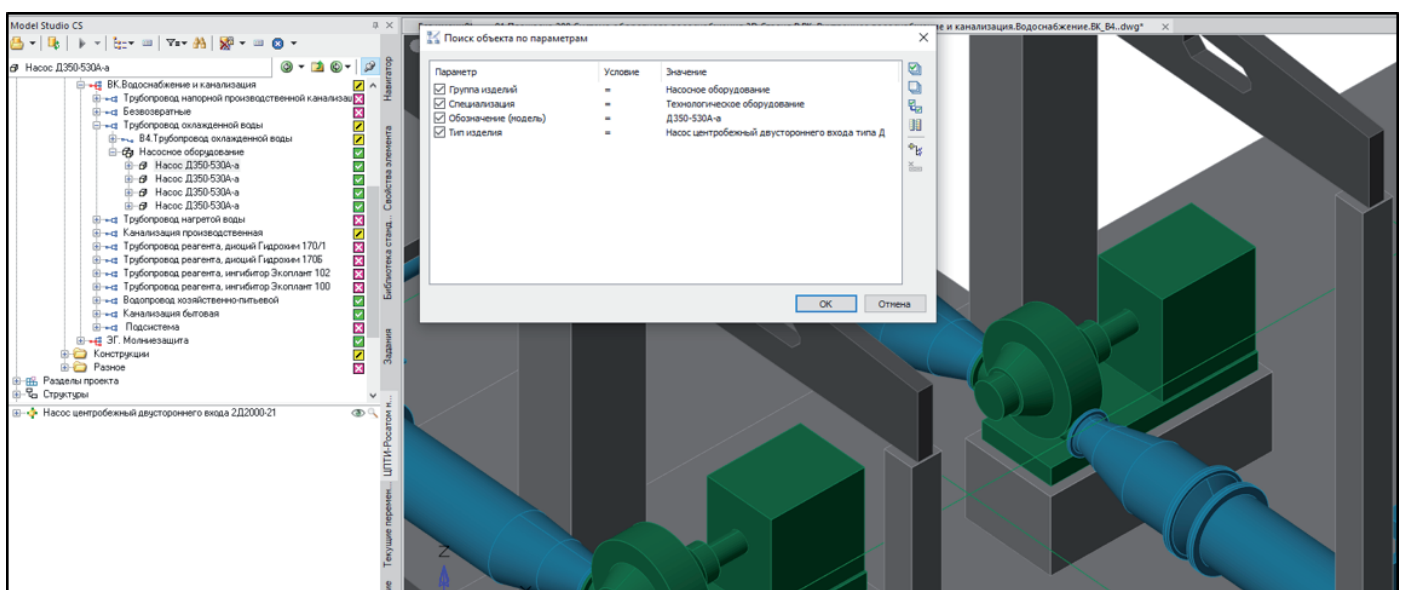 Model Studio CS
Насос Д350-530А-а
ВК.Водоснабжение и канализация
Трубопровод напорной производственной канализац
Безвозвратные
Трубопровод охлажденной воды
В4.Трубопровод охлажденной воды
Насосное оборудование
Насос Д350-530А-а
Насос Д350-530А-а
Насос Д350-530А-а
Насос Д350-530А-а
Трубопровод нагретой воды
Канализация производственная
Трубопровод реагента, диоций Гидрохим 170/1
Трубопровод реагента, диоций Гидрохим 170Б
Трубопровод реагента, ингибитор Экоплант 102
Трубопровод реагента, ингибитор Экоплант 100
Водопровод хозяйственно-питьевой
Канализация бытовая
Подсистема
ЭГ. Молниезащита
Конструкции
Разное
Разделы проекта
Структуры
Насос центробежный двустороннего входа 2Д2000-21
Навигатор
Свойства элемента
Библиотека станд...
Задания
ЦПТИ-Росатом н...
Текущие перемен...
не и канализация.Водоснабжение.ВК_В4..dwg*
Поиск объекта по параметрам
Параметр Условие Значение
Группа изделий = Насосное оборудование
Специализация = Технологическое оборудование
Обозначение (модель) = Д350-530А-а
Тип изделия = Насос центробежный двустороннего входа типа Д
ОК Отмена
Z